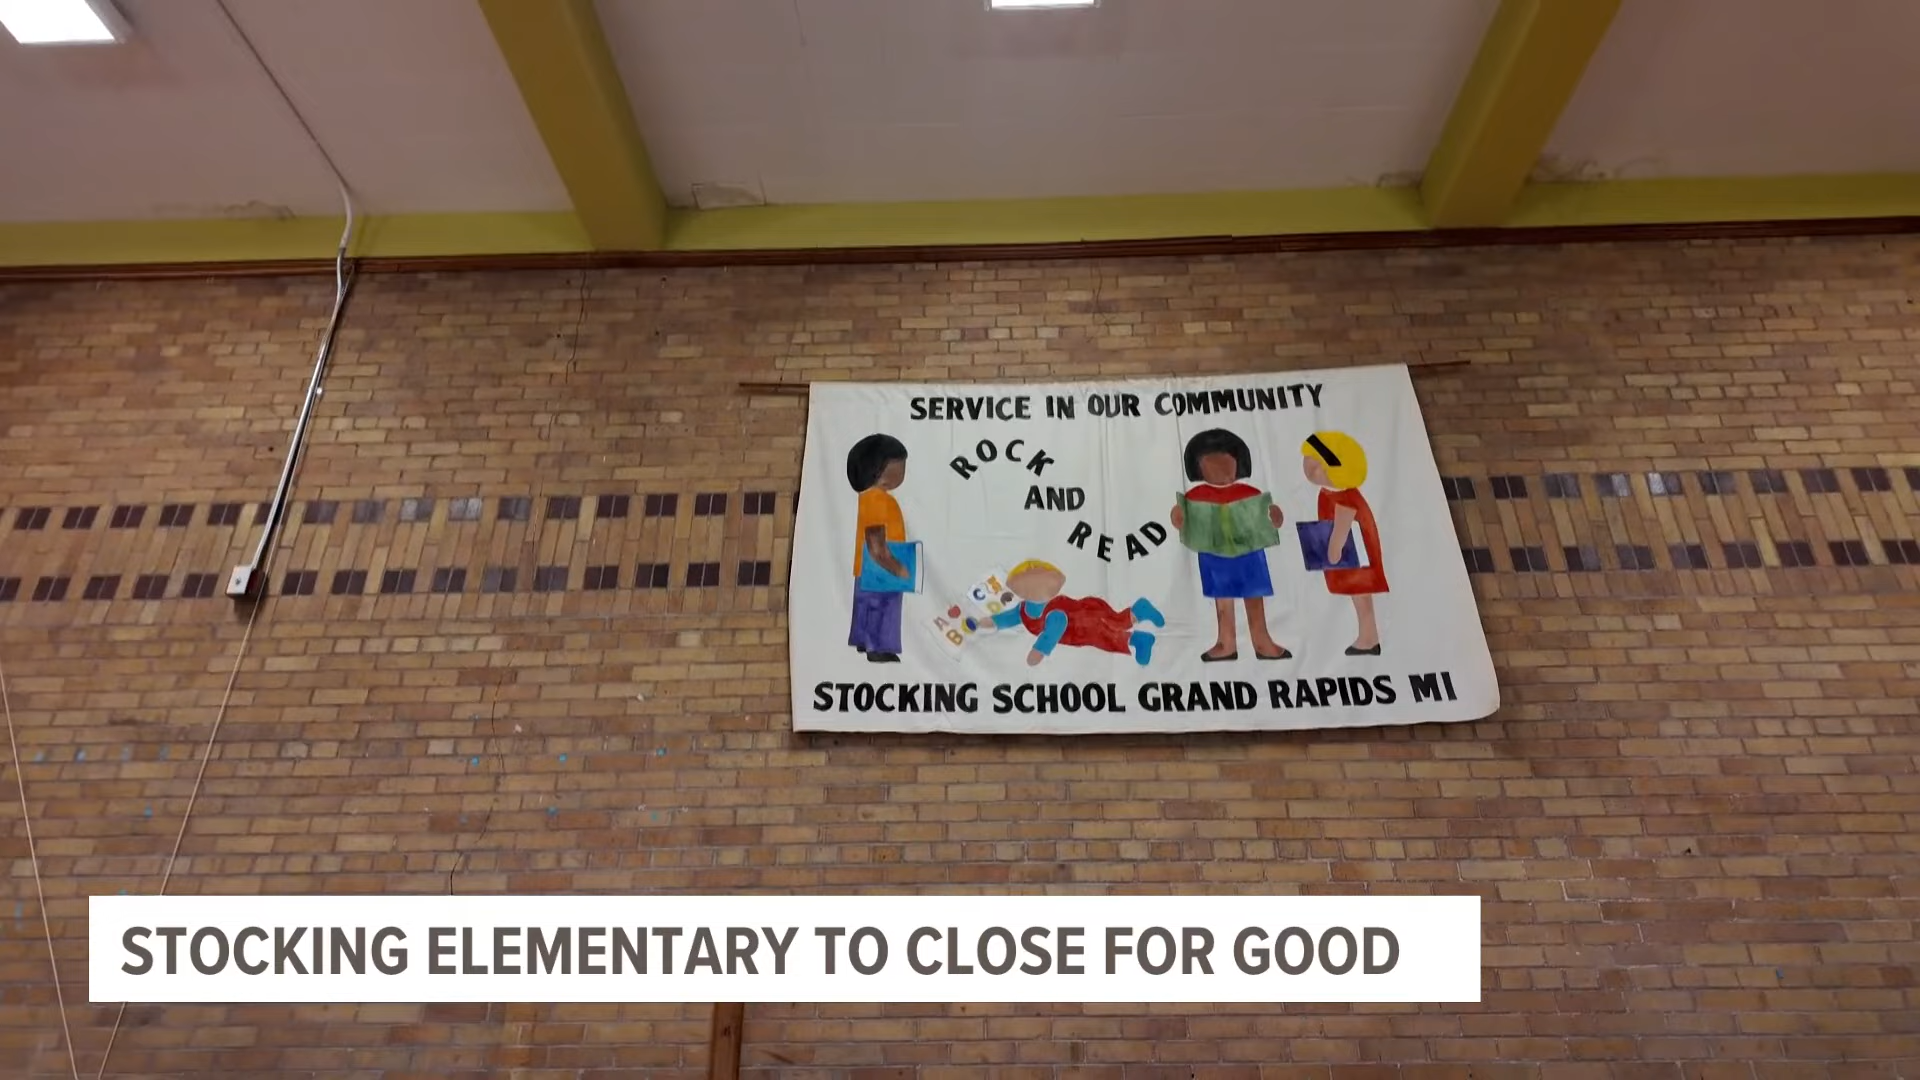 SERVICE IN OUR COMMUNITY
ROCK
AND
READ
STOCKING SCHOOL GRAND RAPIDS MI
STOCKING ELEMENTARY TO CLOSE FOR GOOD